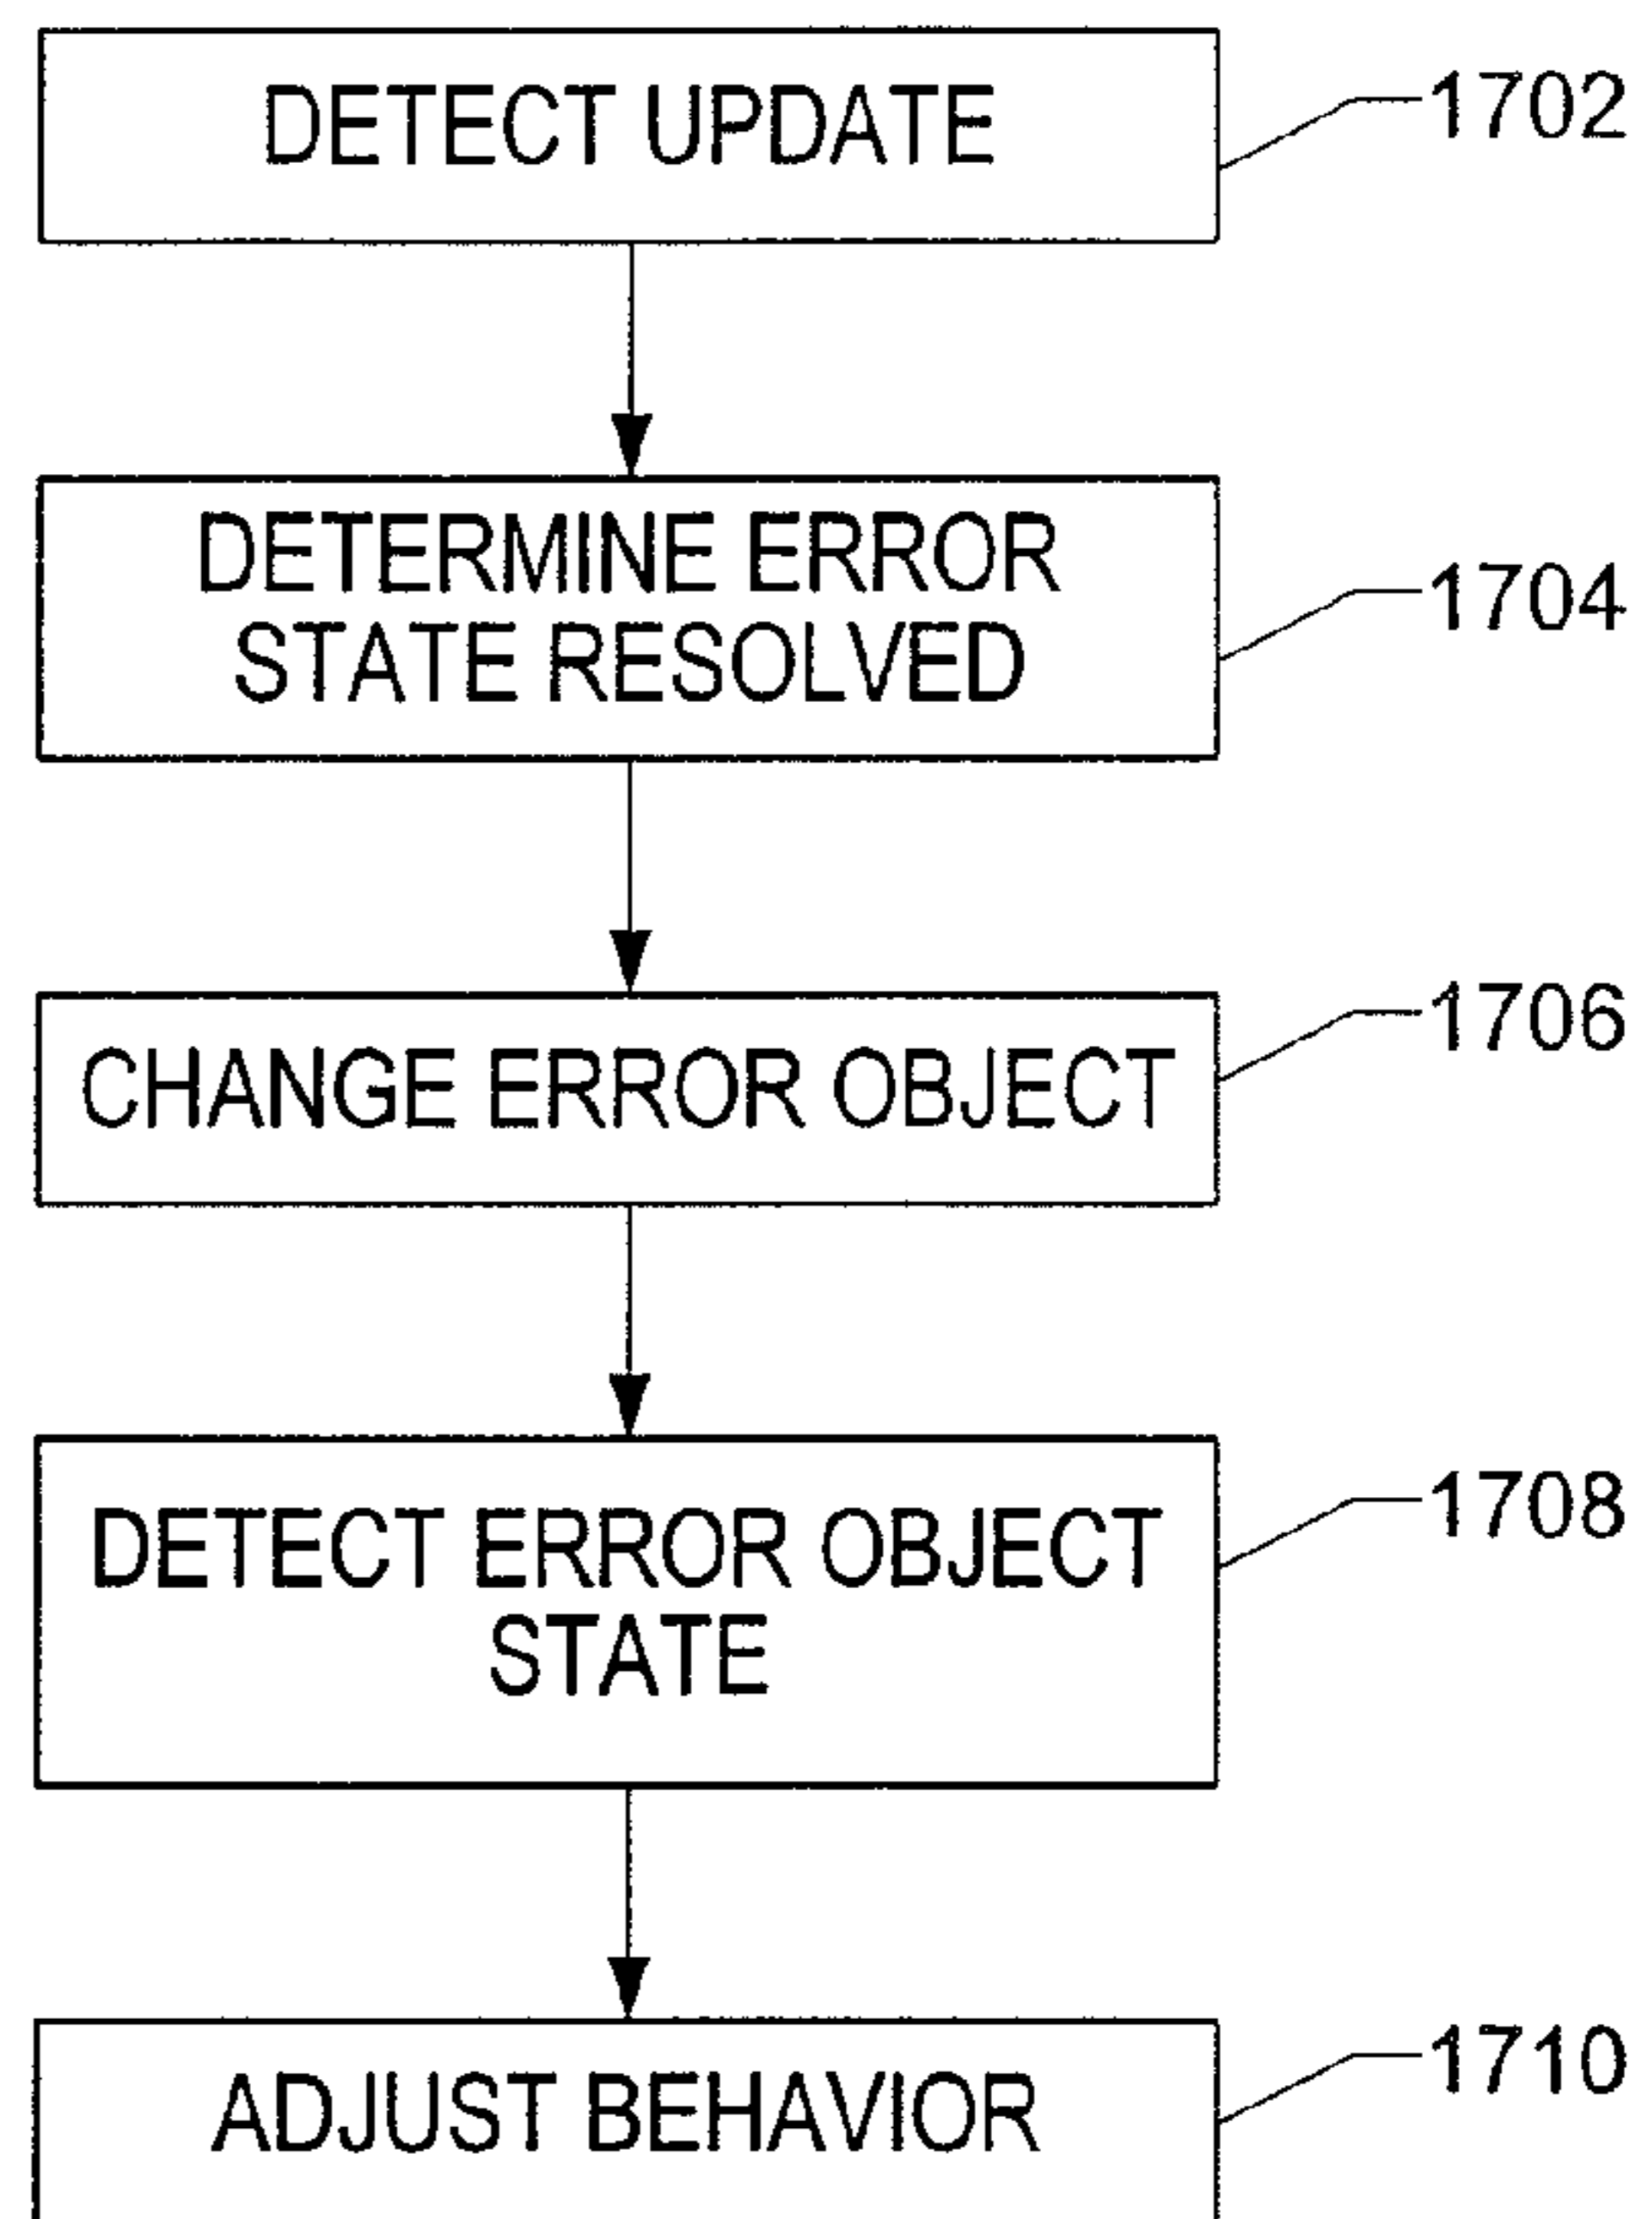 DETECT UPDATE
1702
DETERMINE ERROR
STATE RESOLVED
1704
CHANGE ERROR OBJECT
1706
DETECT ERROR OBJECT
STATE
1708
ADJUST BEHAVIOR
1710